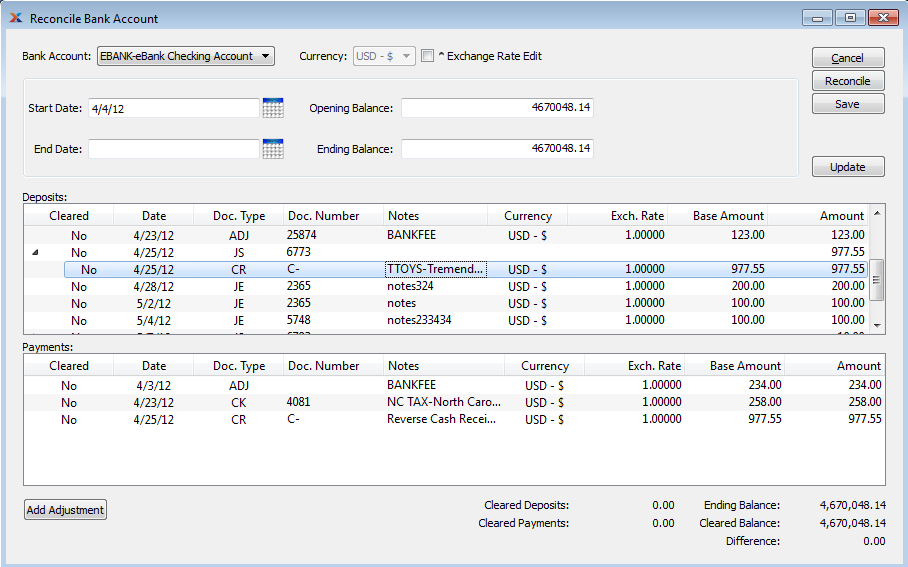 Reconcile Bank Account
Bank Account: EBANK-eBank Checking Account Currency: USD - $ ^ Exchange Rate Edit
Cancel
Reconcile
Save
Start Date: 4/4/12 Opening Balance: 4670048.14
End Date: Ending Balance: 4670048.14
Update
Deposits:
Cleared Date Doc. Type Doc. Number Notes Currency Exch. Rate Base Amount Amount
No 4/23/12 ADJ 25874 BANKFEE USD - $ 1.00000 123.00 123.00
No 4/25/12 JS 6773 977.55
No 4/25/12 CR C- TTOYS-Tremend... USD - $ 1.00000 977.55 977.55
No 4/28/12 JE 2365 notes324 USD - $ 1.00000 200.00 200.00
No 5/2/12 JE 2365 notes USD - $ 1.00000 100.00 100.00
No 5/4/12 JE 5748 notes233434 USD - $ 1.00000 100.00 100.00
Payments:
Cleared Date Doc. Type Doc. Number Notes Currency Exch. Rate Base Amount Amount
No 4/3/12 ADJ BANKFEE USD - $ 1.00000 234.00 234.00
No 4/23/12 CK 4081 NC TAX-North Caro... USD - $ 1.00000 258.00 258.00
No 4/25/12 CR C- Reverse Cash Recei... USD - $ 1.00000 977.55 977.55
Add Adjustment
Cleared Deposits: 0.00 Ending Balance: 4,670,048.14
Cleared Payments: 0.00 Cleared Balance: 4,670,048.14
Difference: 0.00